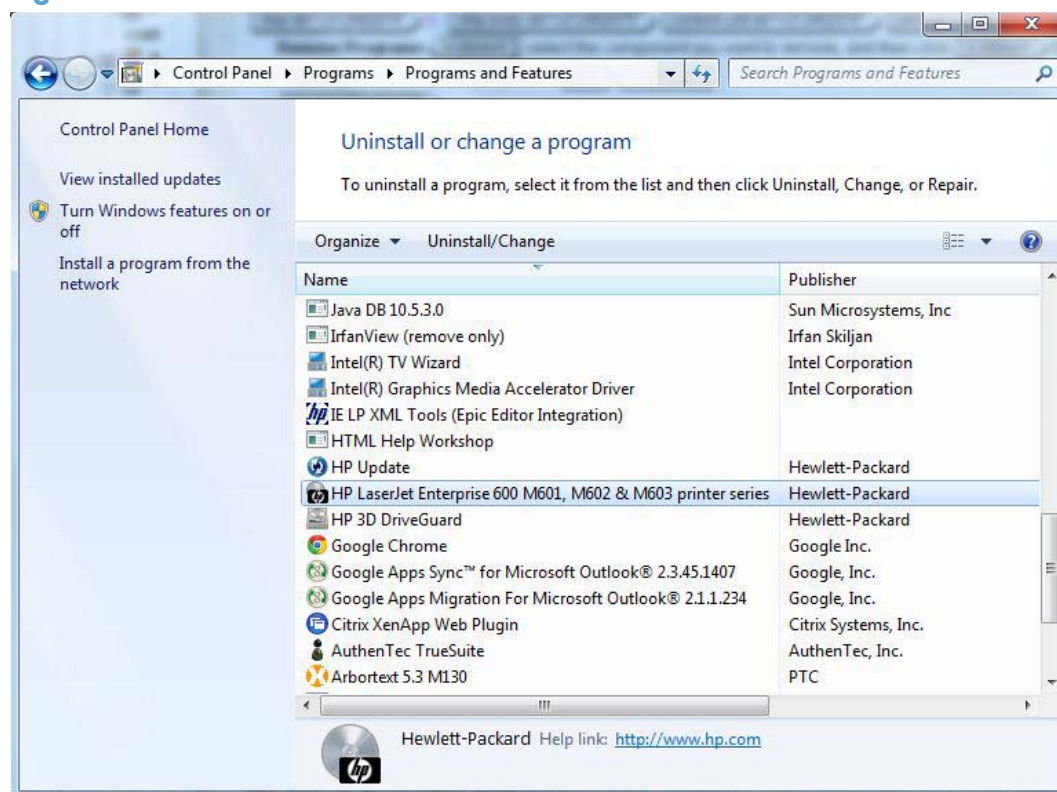 Control Panel ▸ Programs ▸ Programs and Features
Search Programs and Features
Control Panel Home
View installed updates
Turn Windows features on or
off
Install a program from the
network
Uninstall or change a program
To uninstall a program, select it from the list and then click Uninstall, Change, or Repair.
Organize Uninstall/Change
Name Publisher
Java DB 10.5.3.0 Sun Microsystems, Inc
IrfanView (remove only) Irfan Skiljan
Intel(R) TV Wizard Intel Corporation
Intel(R) Graphics Media Accelerator Driver Intel Corporation
IE LP XML Tools (Epic Editor Integration)
HTML Help Workshop
HP Update Hewlett-Packard
HP LaserJet Enterprise 600 M601, M602 & M603 printer series Hewlett-Packard
HP 3D DriveGuard Hewlett-Packard
Google Chrome Google Inc.
Google Apps Sync™ for Microsoft Outlook® 2.3.45.1407 Google, Inc.
Google Apps Migration For Microsoft Outlook® 2.1.1.234 Google, Inc.
Citrix XenApp Web Plugin Citrix Systems, Inc.
AuthenTec TrueSuite AuthenTec, Inc.
Arbortext 5.3 M130 PTC
Hewlett-Packard Help link: http://www.hp.com
hp